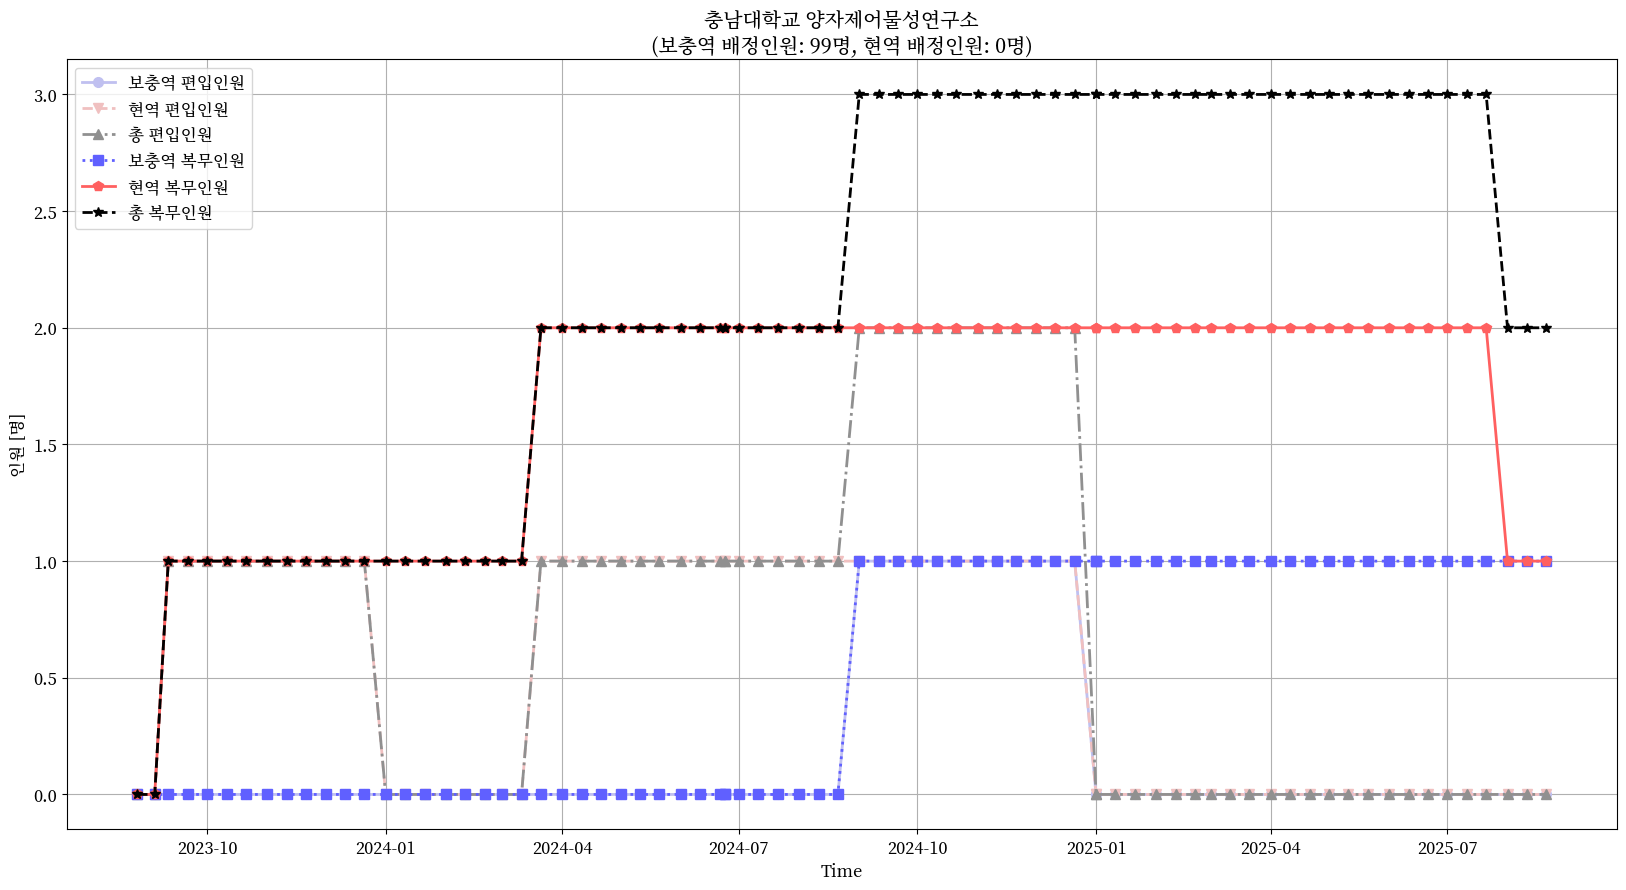 충남대학교 양자제어물성연구소
(보충역 배정인원: 99명, 현역 배정인원: 0명)
보충역 편입인원
현역 편입인원
총 편입인원
보충역 복무인원
현역 복무인원
총 복무인원
3.0
2.5
2.0
1.5
1.0
0.5
0.0
인원 [명]
2023-10
2024-01
2024-04
2024-07
2024-10
2025-01
2025-04
2025-07
Time